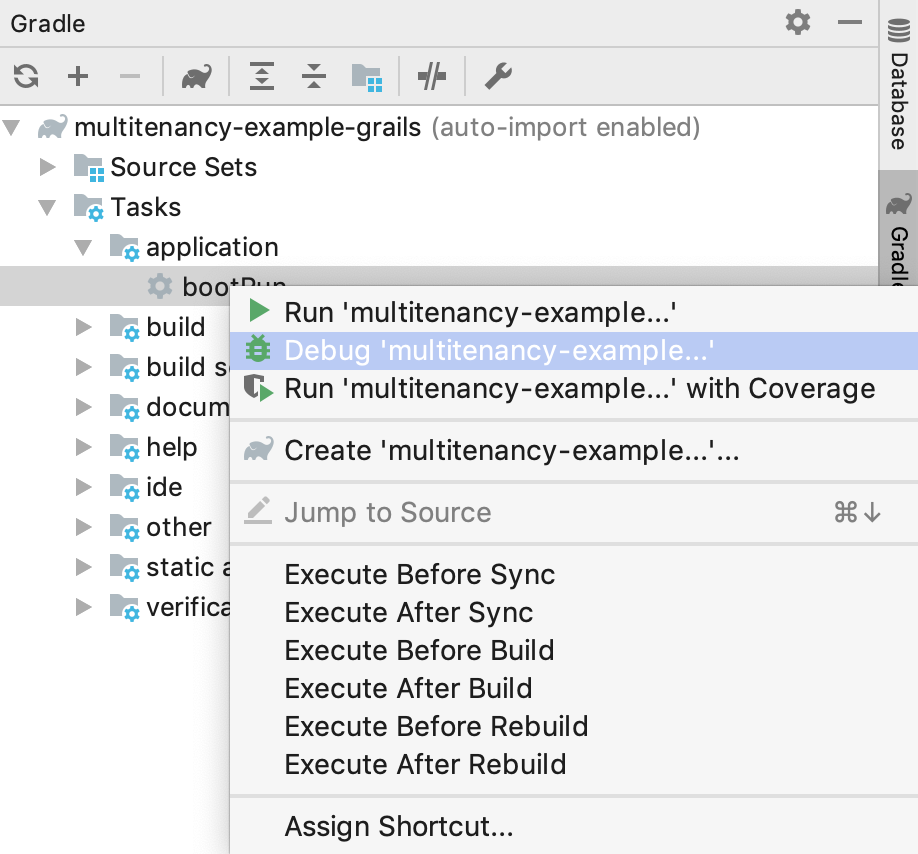 Gradle
Database
Gradle
multitenancy-example-grails (auto-import enabled)
Source Sets
Tasks
application
bootRun
build
build
docum
help
ide
other
static
verifica
Run 'multitenancy-example...'
Debug 'multitenancy-example...'
Run 'multitenancy-example...' with Coverage
Create 'multitenancy-example...'...
Jump to Source ⌘↓
Execute Before Sync
Execute After Sync
Execute Before Build
Execute After Build
Execute Before Rebuild
Execute After Rebuild
Assign Shortcut...